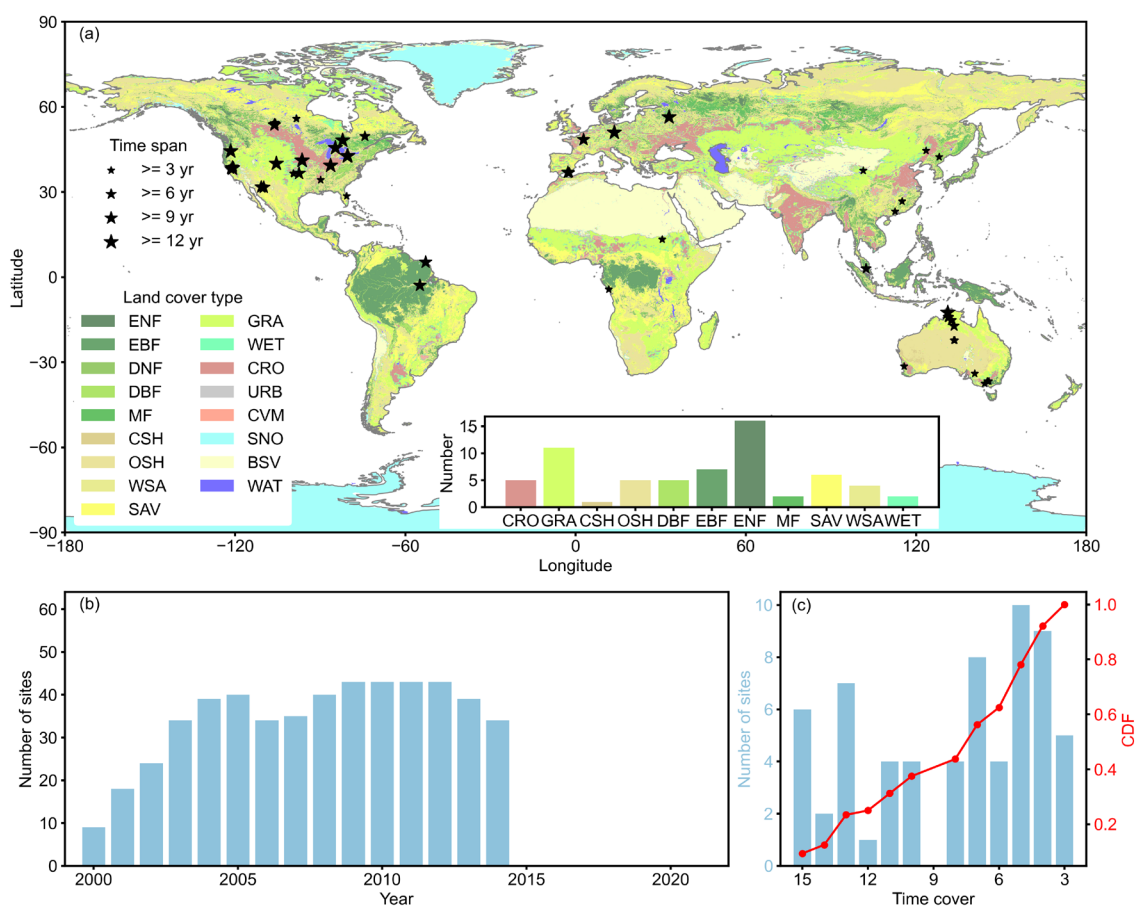 (a)
90
60
30
0
−30
−60
−90
Latitude
Time span
>= 3 yr
>= 6 yr
>= 9 yr
>= 12 yr
Land cover type
ENF GRA
EBF WET
DNF CRO
DBF URB
MF CVM
CSH SNO
OSH BSV
WSA WAT
SAV
Number
15
10
5
0
CRO GRA CSH OSH DBF EBF ENF MF SAV WSA WET
−180 −120 −60 0 60 120 180
Longitude
(b)
60
50
40
30
20
10
0
Number of sites
2000 2005 2010 2015 2020
Year
(c)
10
8
6
4
2
0
Number of sites
1.0
0.8
0.6
0.4
0.2
CDF
15 12 9 6 3
Time cover